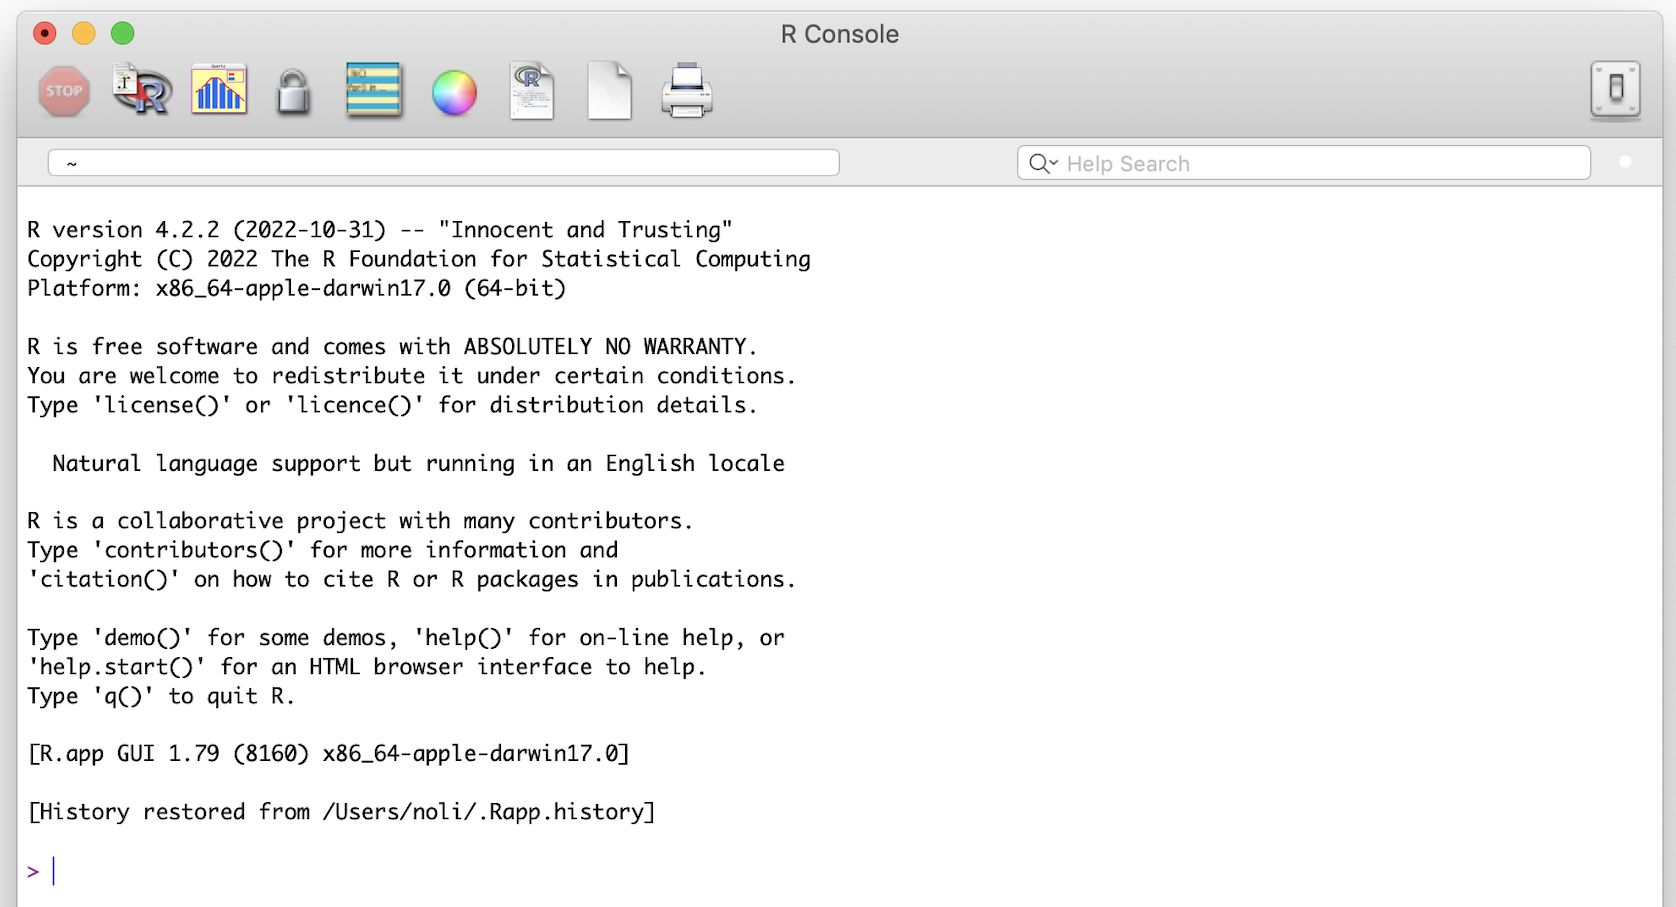 R Console
STOP
~
Help Search
R version 4.2.2 (2022-10-31) -- "Innocent and Trusting"
Copyright (C) 2022 The R Foundation for Statistical Computing
Platform: x86_64-apple-darwin17.0 (64-bit)
R is free software and comes with ABSOLUTELY NO WARRANTY.
You are welcome to redistribute it under certain conditions.
Type 'license()' or 'licence()' for distribution details.
Natural language support but running in an English locale
R is a collaborative project with many contributors.
Type 'contributors()' for more information and
'citation()' on how to cite R or R packages in publications.
Type 'demo()' for some demos, 'help()' for on-line help, or
'help.start()' for an HTML browser interface to help.
Type 'q()' to quit R.
[R.app GUI 1.79 (8160) x86_64-apple-darwin17.0]
[History restored from /Users/noli/.Rapp.history]
>